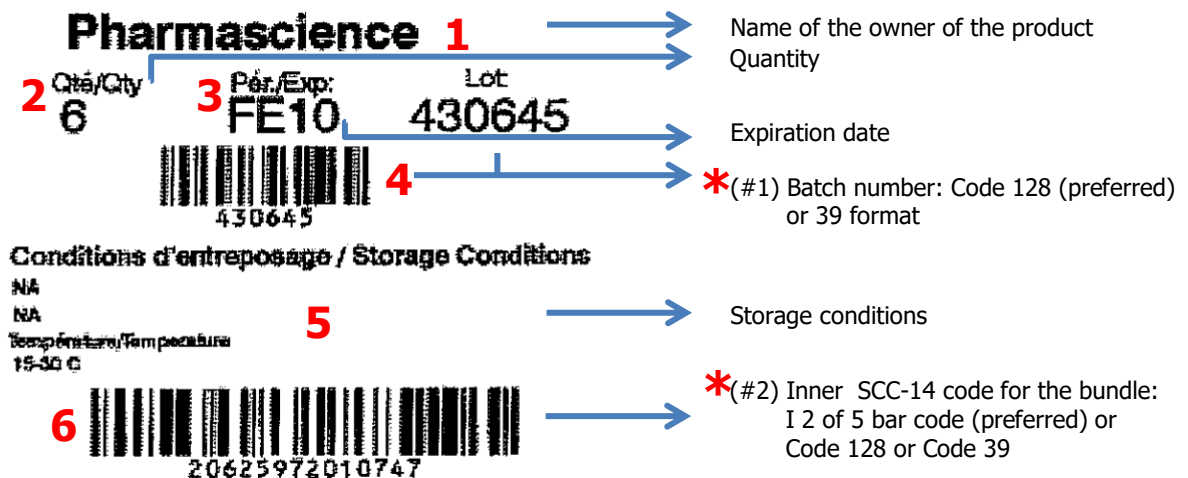 Pharmascience 1 Name of the owner of the product
Quantity
2 Qté/Qty 3 Pér./Exp: Lot
6 FE10 430645
Expiration date
4 *(#1) Batch number: Code 128 (preferred)
or 39 format
430645
Conditions d'entreposage / Storage Conditions
NA
NA
5 Storage conditions
Température/Temperature
15-30 C
6 *(#2) Inner SCC-14 code for the bundle:
I 2 of 5 bar code (preferred) or
Code 128 or Code 39
20625972010747